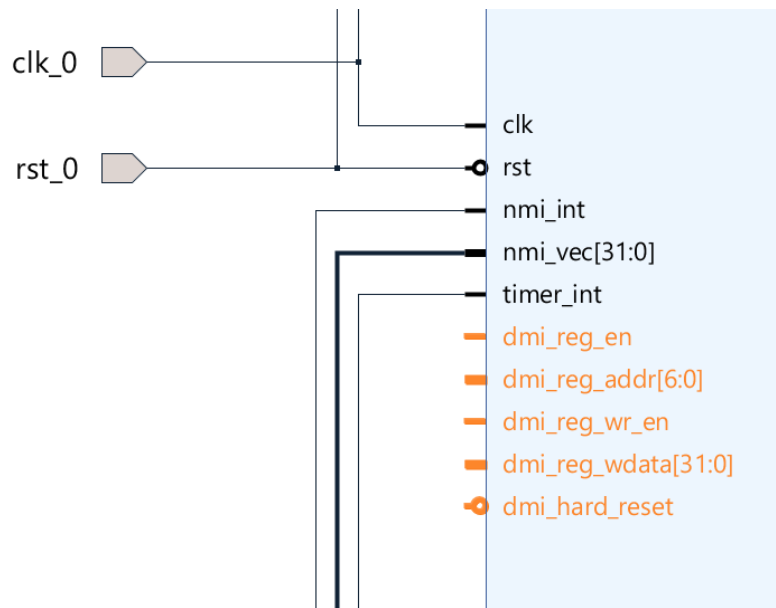 clk_0
clk
rst_0
rst
nmi_int
nmi_vec[31:0]
timer_int
dmi_reg_en
dmi_reg_addr[6:0]
dmi_reg_wr_en
dmi_reg_wdata[31:0]
dmi_hard_reset